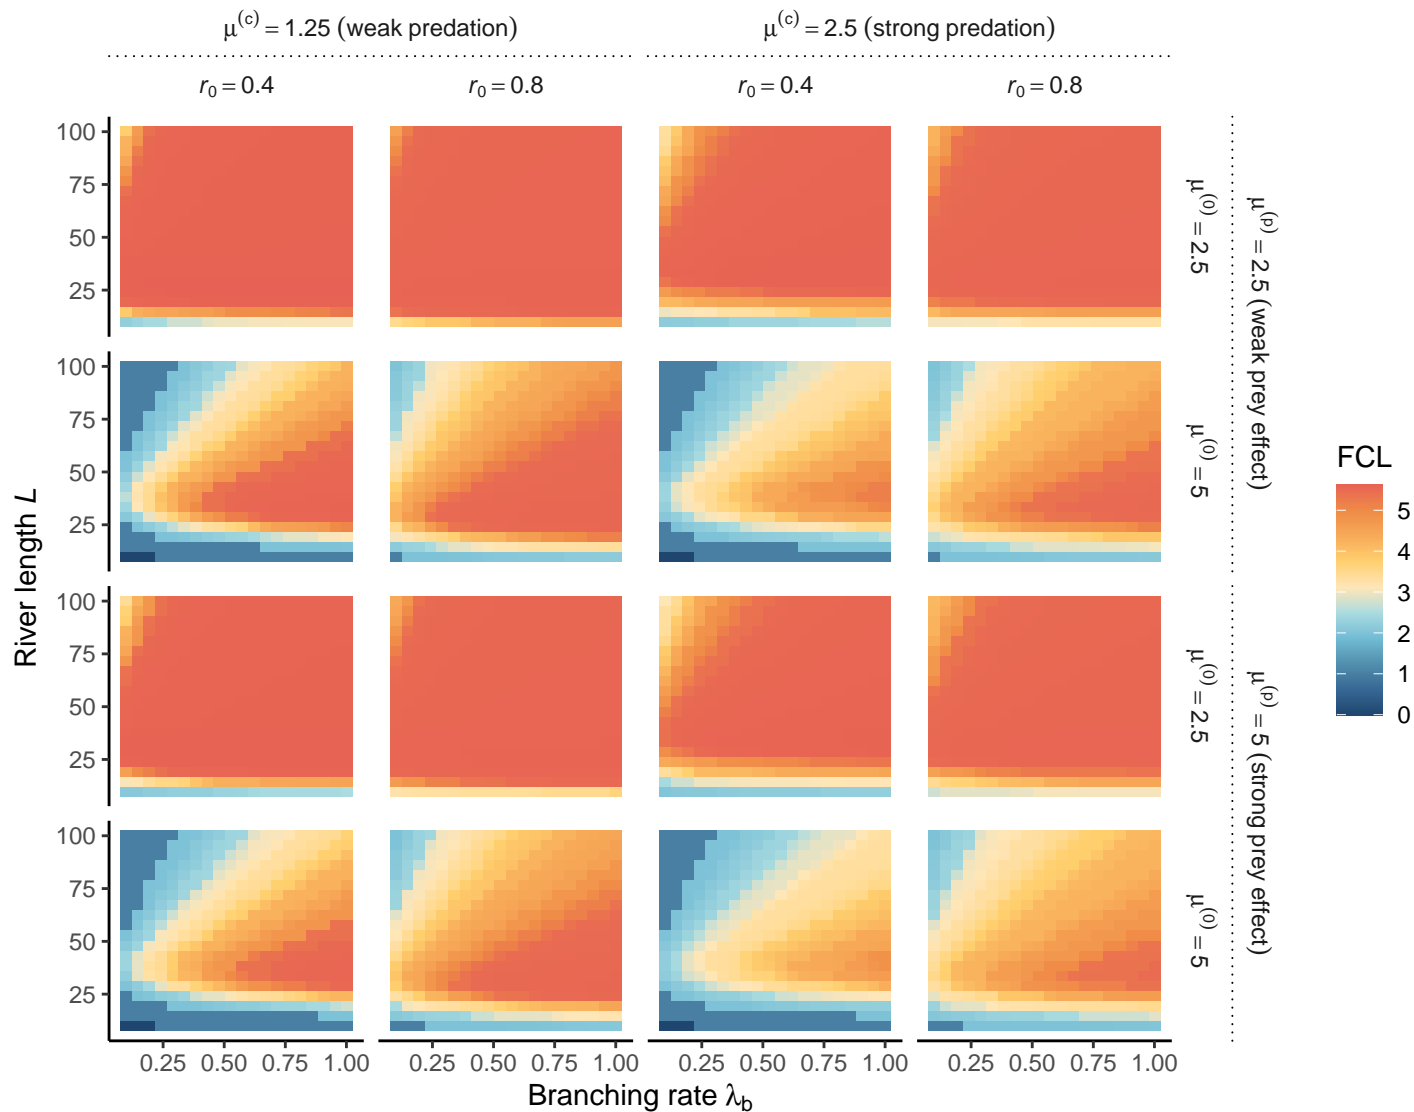 μ(c) = 1.25 (weak predation)
μ(c) = 2.5 (strong predation)
r0 = 0.4
r0 = 0.8
r0 = 0.4
r0 = 0.8
100
75
50
25
μ(0) = 2.5
μ(p) = 2.5 (weak prey effect)
100
75
50
25
μ(0) = 5
100
75
50
25
μ(0) = 2.5
μ(p) = 5 (strong prey effect)
100
75
50
25
μ(0) = 5
River length L
0.25 0.50 0.75 1.00
0.25 0.50 0.75 1.00
0.25 0.50 0.75 1.00
0.25 0.50 0.75 1.00
Branching rate λb
FCL
5
4
3
2
1
0